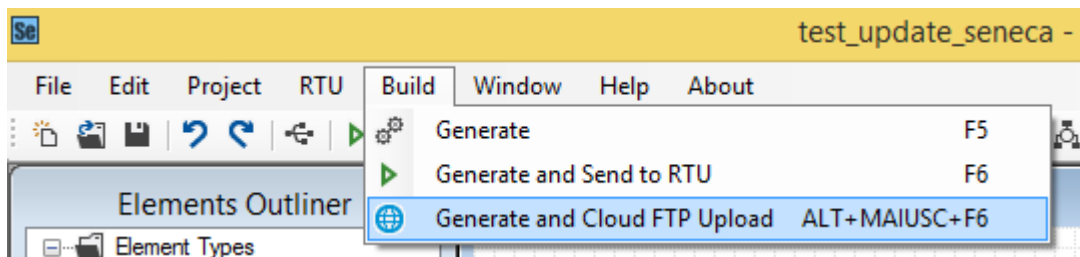 Se
test_update_seneca -
File Edit Project RTU Build Window Help About
Generate F5
Generate and Send to RTU F6
Elements Outliner
Generate and Cloud FTP Upload ALT+MAIUSC+F6
Element Types